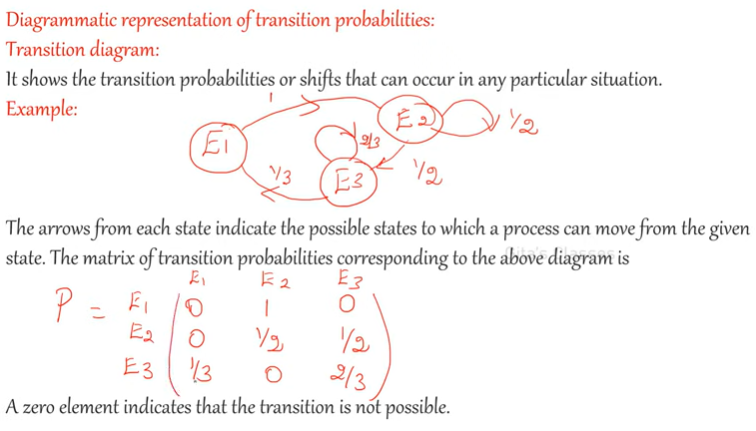 Diagrammatic representation of transition probabilities:
Transition diagram:
It shows the transition probabilities or shifts that can occur in any particular situation.
Example:
1
E1
E2
1/2
2/3
1/3
E3
1/2
The arrows from each state indicate the possible states to which a process can move from the given
state. The matrix of transition probabilities corresponding to the above diagram is
E1 E2 E3
P = E1 0 1 0
E2 0 1/2 1/2
E3 1/3 0 2/3
A zero element indicates that the transition is not possible.